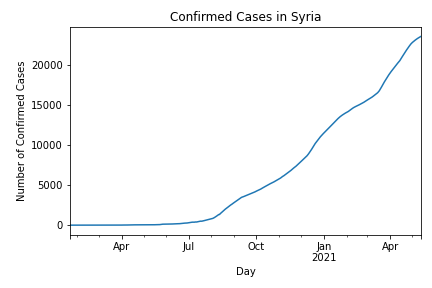 Confirmed Cases in Syria
Number of Confirmed Cases
20000
15000
10000
5000
0
Apr
Jul
Oct
Jan
2021
Apr
Day